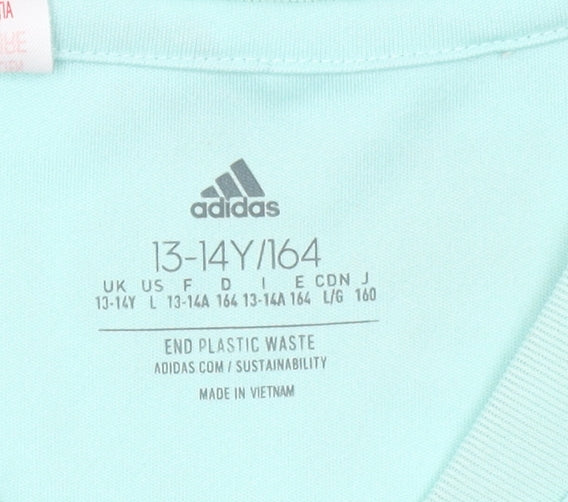 adidas
13-14Y/164
UK US F D I E CDN J
13-14Y L 13-14A 164 13-14A 164 L/G 160
END PLASTIC WASTE
ADIDAS.COM / SUSTAINABILITY
MADE IN VIETNAM